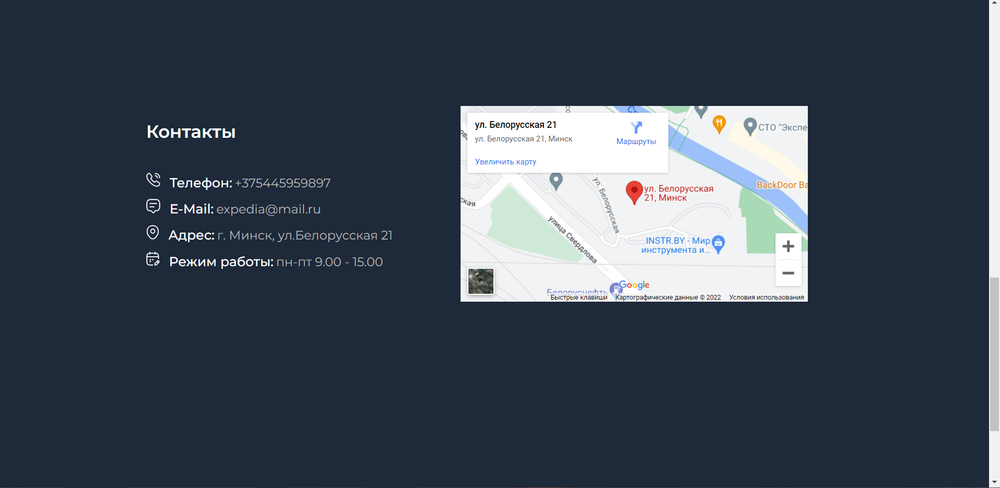 Контакты
Телефон: +375445959897
E-Mail: expedia@mail.ru
Адрес: г. Минск, ул.Белорусская 21
Режим работы: пн-пт 9.00 - 15.00
ул. Белорусская 21
ул. Белорусская 21, Минск
Маршруты
Увеличить карту
СТО "Экспе
BackDoor Ba
ул. Белорусская
21, Минск
ская
ул. Белорусская
улица Свердлова
INSTR.BY - Мир
инструмента и...
Белоруснефть
Google
Быстрые клавиши
Картографические данные © 2022
Условия использования